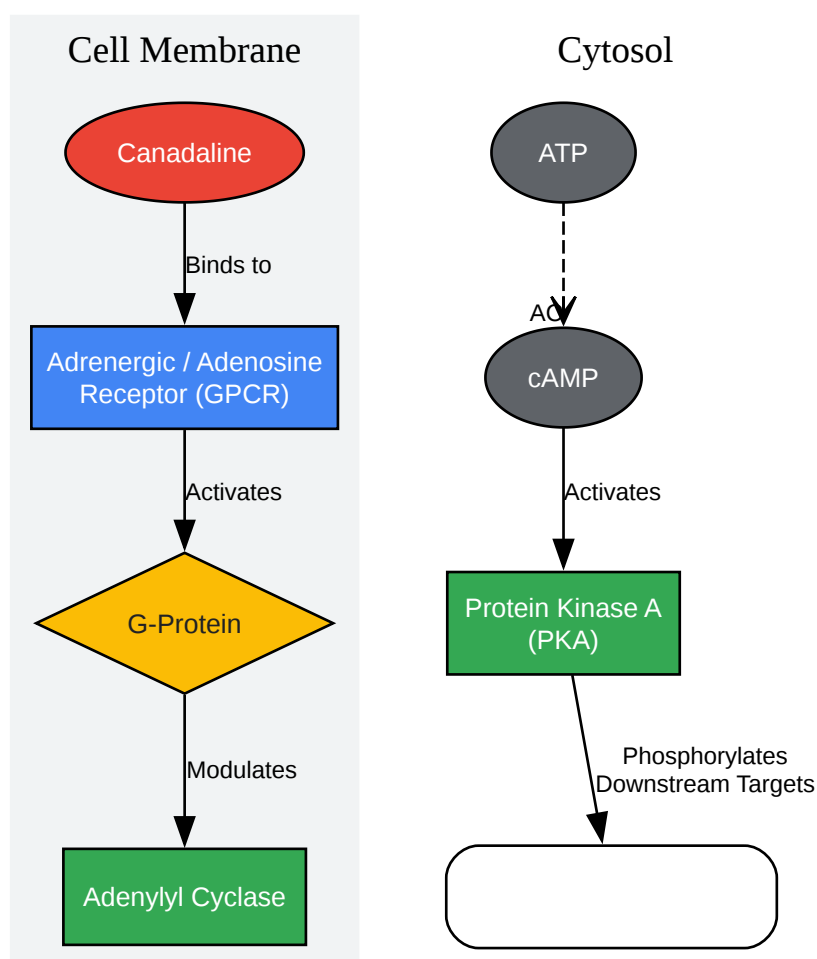 Cell Membrane
Canadaline
Binds to
Adrenergic / Adenosine
Receptor (GPCR)
Activates
G-Protein
Modulates
Adenylyl Cyclase
Cytosol
ATP
AC
cAMP
Activates
Protein Kinase A
(PKA)
Phosphorylates
Downstream Targets